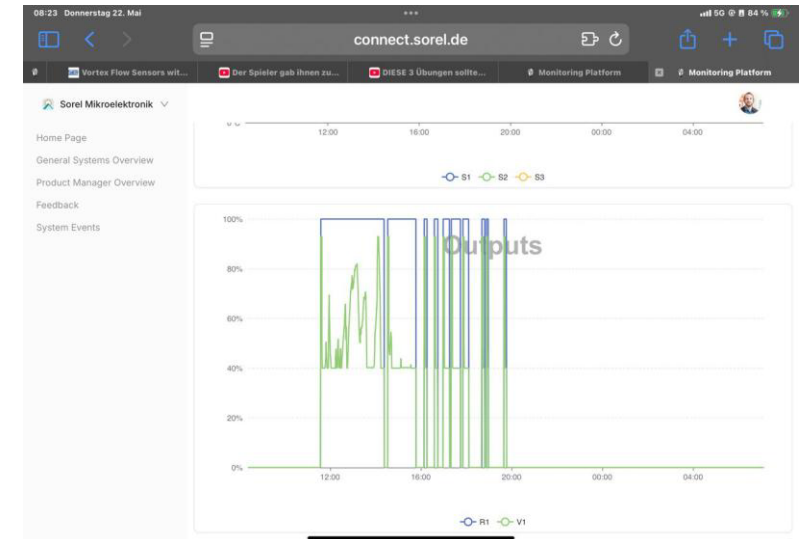 08:23 Donnerstag 22. Mai
5G 84 %
connect.sorel.de
Vortex Flow Sensors wit...
Der Spieler gab ihnen zu...
DIESE 3 Übungen sollte...
Monitoring Platform
Monitoring Platform
Sorel Mikroelektronik
Home Page
General Systems Overview
Product Manager Overview
Feedback
System Events
0°C
12:00 16:00 20:00 00:00 04:00
S1 S2 S3
Outputs
100%
80%
60%
40%
20%
0%
12:00 16:00 20:00 00:00 04:00
R1 V1